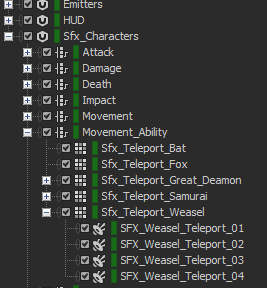 Emitters
HUD
Sfx_Characters
Attack
Damage
Death
Impact
Movement
Movement_Ability
Sfx_Teleport_Bat
Sfx_Teleport_Fox
Sfx_Teleport_Great_Deamon
Sfx_Teleport_Samurai
Sfx_Teleport_Weasel
SFX_Weasel_Teleport_01
SFX_Weasel_Teleport_02
SFX_Weasel_Teleport_03
SFX_Weasel_Teleport_04